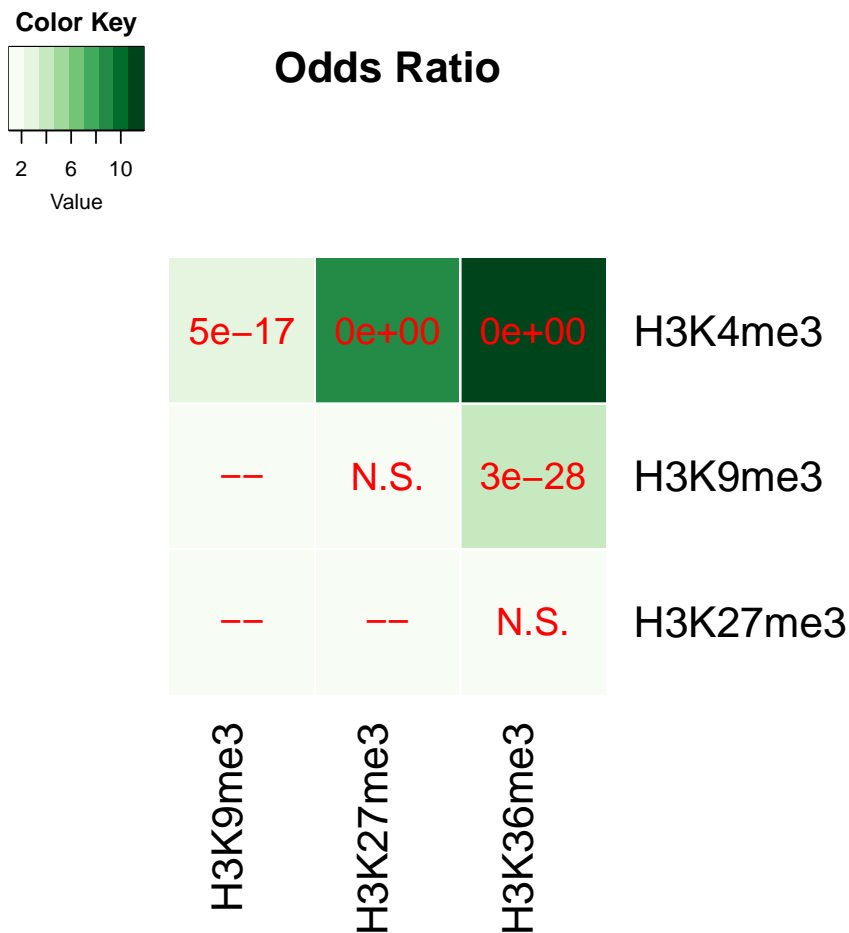 Color Key
Odds Ratio
2 6 10
Value
5e−17 0e+00 0e+00 H3K4me3
−− N.S. 3e−28 H3K9me3
−− −− N.S. H3K27me3
H3K9me3
H3K27me3
H3K36me3